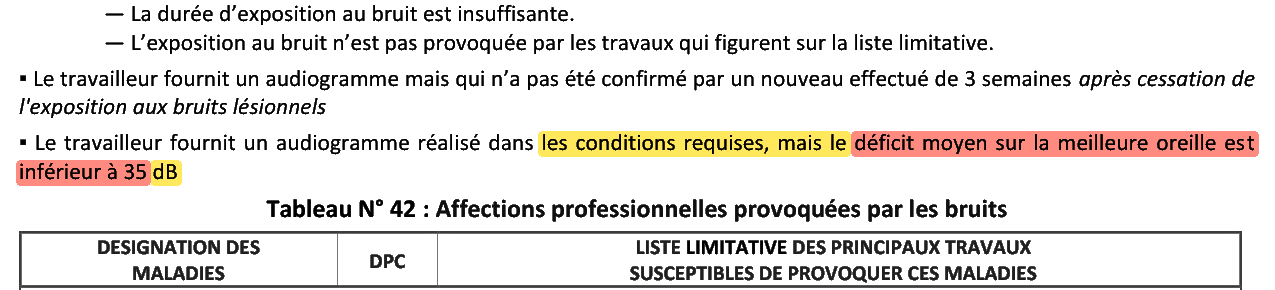 — La durée d’exposition au bruit est insuffisante.
— L’exposition au bruit n’est pas provoquée par les travaux qui figurent sur la liste limitative.
▪ Le travailleur fournit un audiogramme mais qui n’a pas été confirmé par un nouveau effectué de 3 semaines après cessation de
l'exposition aux bruits lésionnels
▪ Le travailleur fournit un audiogramme réalisé dans les conditions requises, mais le déficit moyen sur la meilleure oreille est
inférieur à 35 dB
Tableau N° 42 : Affections professionnelles provoquées par les bruits
DESIGNATION DES
MALADIES
DPC
LISTE LIMITATIVE DES PRINCIPAUX TRAVAUX
SUSCEPTIBLES DE PROVOQUER CES MALADIES